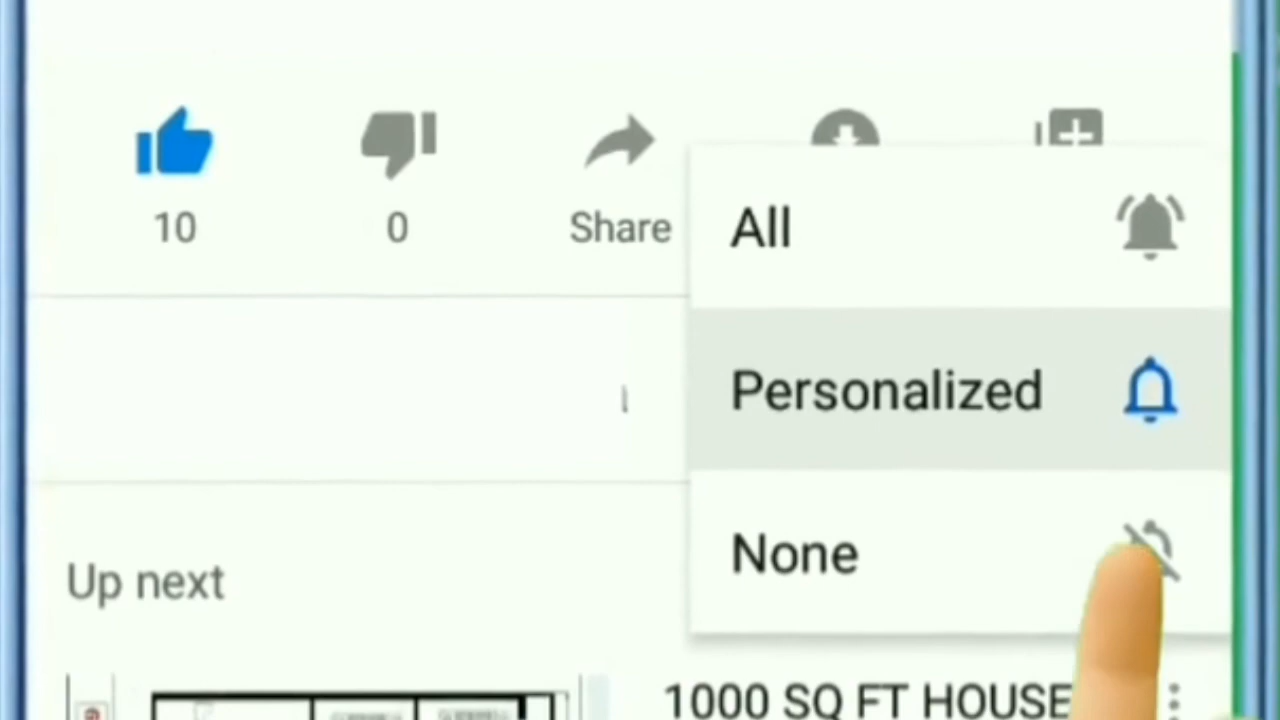 10
0
Share
All
Personalized
None
Up next
1000 SQ FT HOUSE